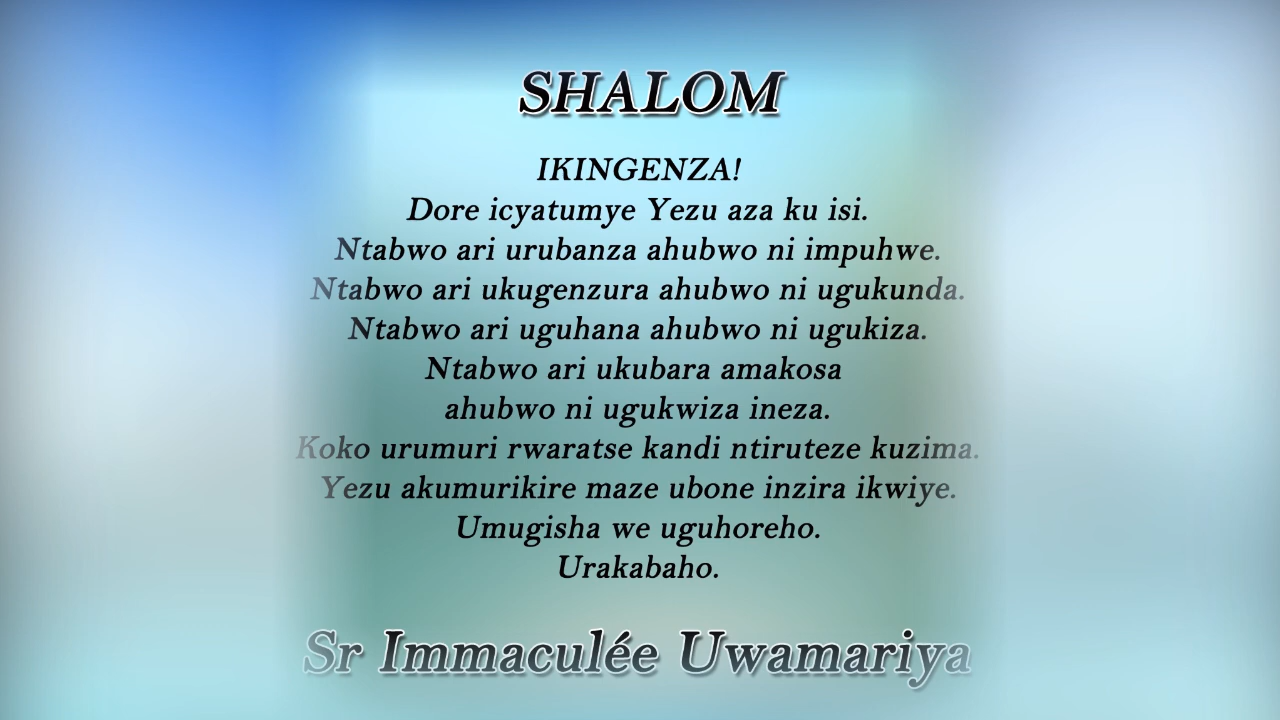 SHALOM
IKINGENZA!
Dore icyatumye Yezu aza ku isi.
Ntabwo ari urubanza ahubwo ni impuhwe.
Ntabwo ari ukugenzura ahubwo ni ugukunda.
Ntabwo ari uguhana ahubwo ni ugukiza.
Ntabwo ari ukubara amakosa
ahubwo ni ugukwiza ineza.
Koko urumuri rwaratse kandi ntiruteze kuzima.
Yezu akumurikire maze ubone inzira ikwiye.
Umugisha we uguhoreho.
Urakabaho.
Sr Immaculée Uwamariya